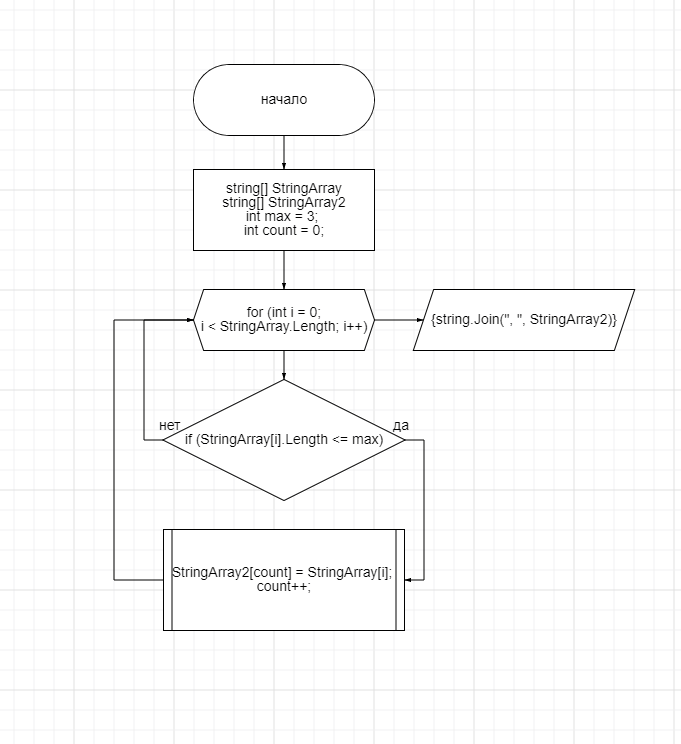 начало
string[] StringArray
string[] StringArray2
int max = 3;
int count = 0;
for (int i = 0;
i < StringArray.Length; i++)
{string.Join(", ", StringArray2)}
нет
да
if (StringArray[i].Length <= max)
StringArray2[count] = StringArray[i];
count++;